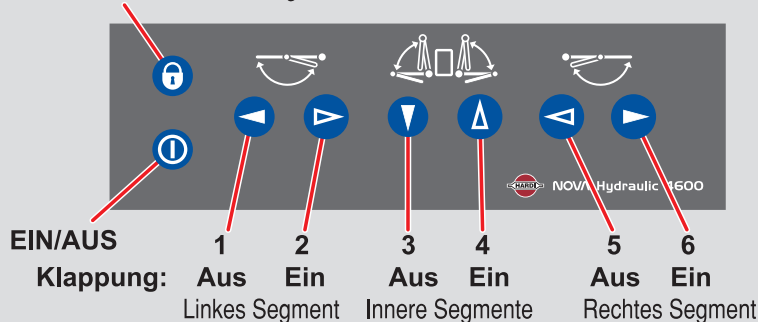 HARDI NOVA Hydraulic 4600
EIN/AUS
1 2 3 4 5 6
Klappung: Aus Ein Aus Ein Aus Ein
Linkes Segment Innere Segmente Rechtes Segment